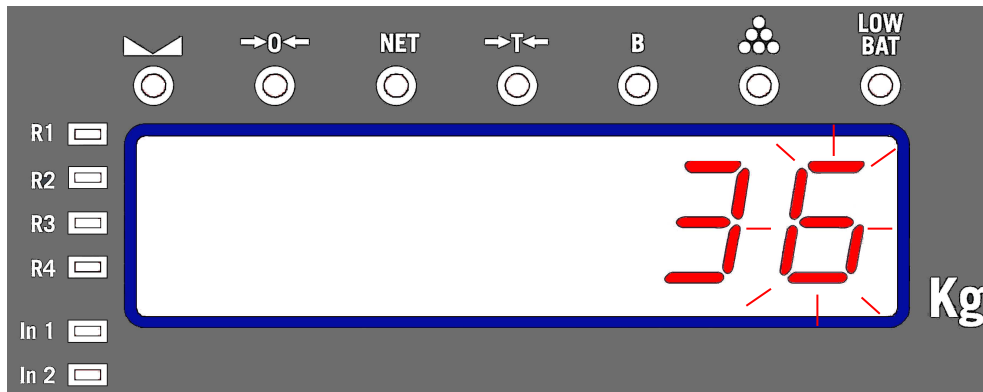 →0← NET →T← B LOW BAT
R1
R2
R3
R4
36
Kg
In 1
In 2